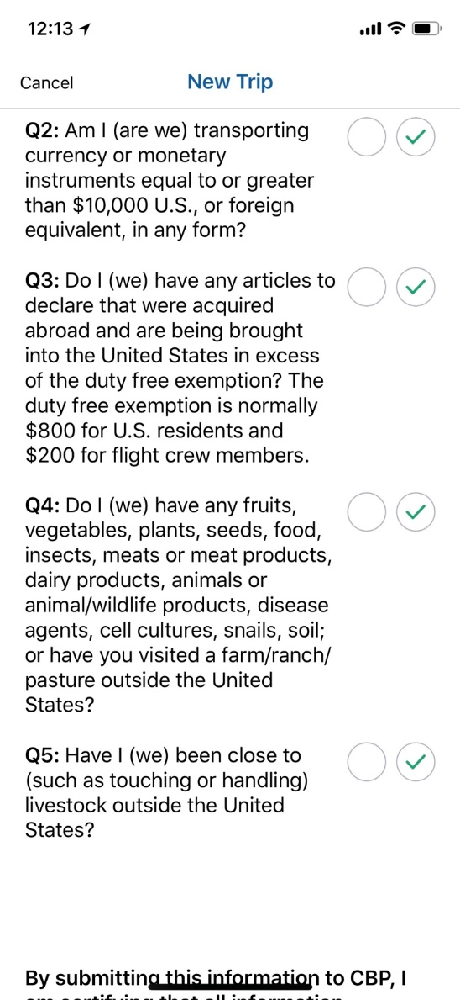 12:13
Cancel New Trip
Q2: Am I (are we) transporting
currency or monetary
instruments equal to or greater
than $10,000 U.S., or foreign
equivalent, in any form?
Q3: Do I (we) have any articles to
declare that were acquired
abroad and are being brought
into the United States in excess
of the duty free exemption? The
duty free exemption is normally
$800 for U.S. residents and
$200 for flight crew members.
Q4: Do I (we) have any fruits,
vegetables, plants, seeds, food,
insects, meats or meat products,
dairy products, animals or
animal/wildlife products, disease
agents, cell cultures, snails, soil;
or have you visited a farm/ranch/
pasture outside the United
States?
Q5: Have I (we) been close to
(such as touching or handling)
livestock outside the United
States?
By submitting this information to CBP, I
am certifying that all information